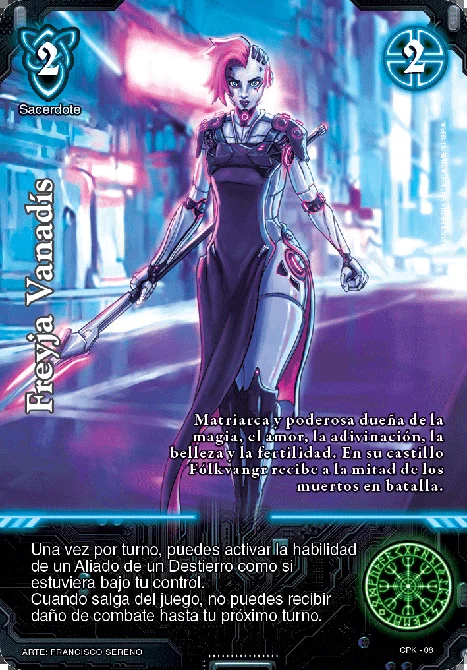 2
2
Sacerdote
Freyja Vanadís
Matriarca y poderosa dueña de la
magia, el amor, la adivinación, la
belleza y la fertilidad. En su castillo
Fólkvangr recibe a la mitad de los
muertos en batalla.
Una vez por turno, puedes activar la habilidad
de un Aliado de un Destierro como si
estuviera bajo tu control.
Cuando salga del juego, no puedes recibir
daño de combate hasta tu próximo turno.
ARTE: FRANCISCO SERENO
CPK - 08